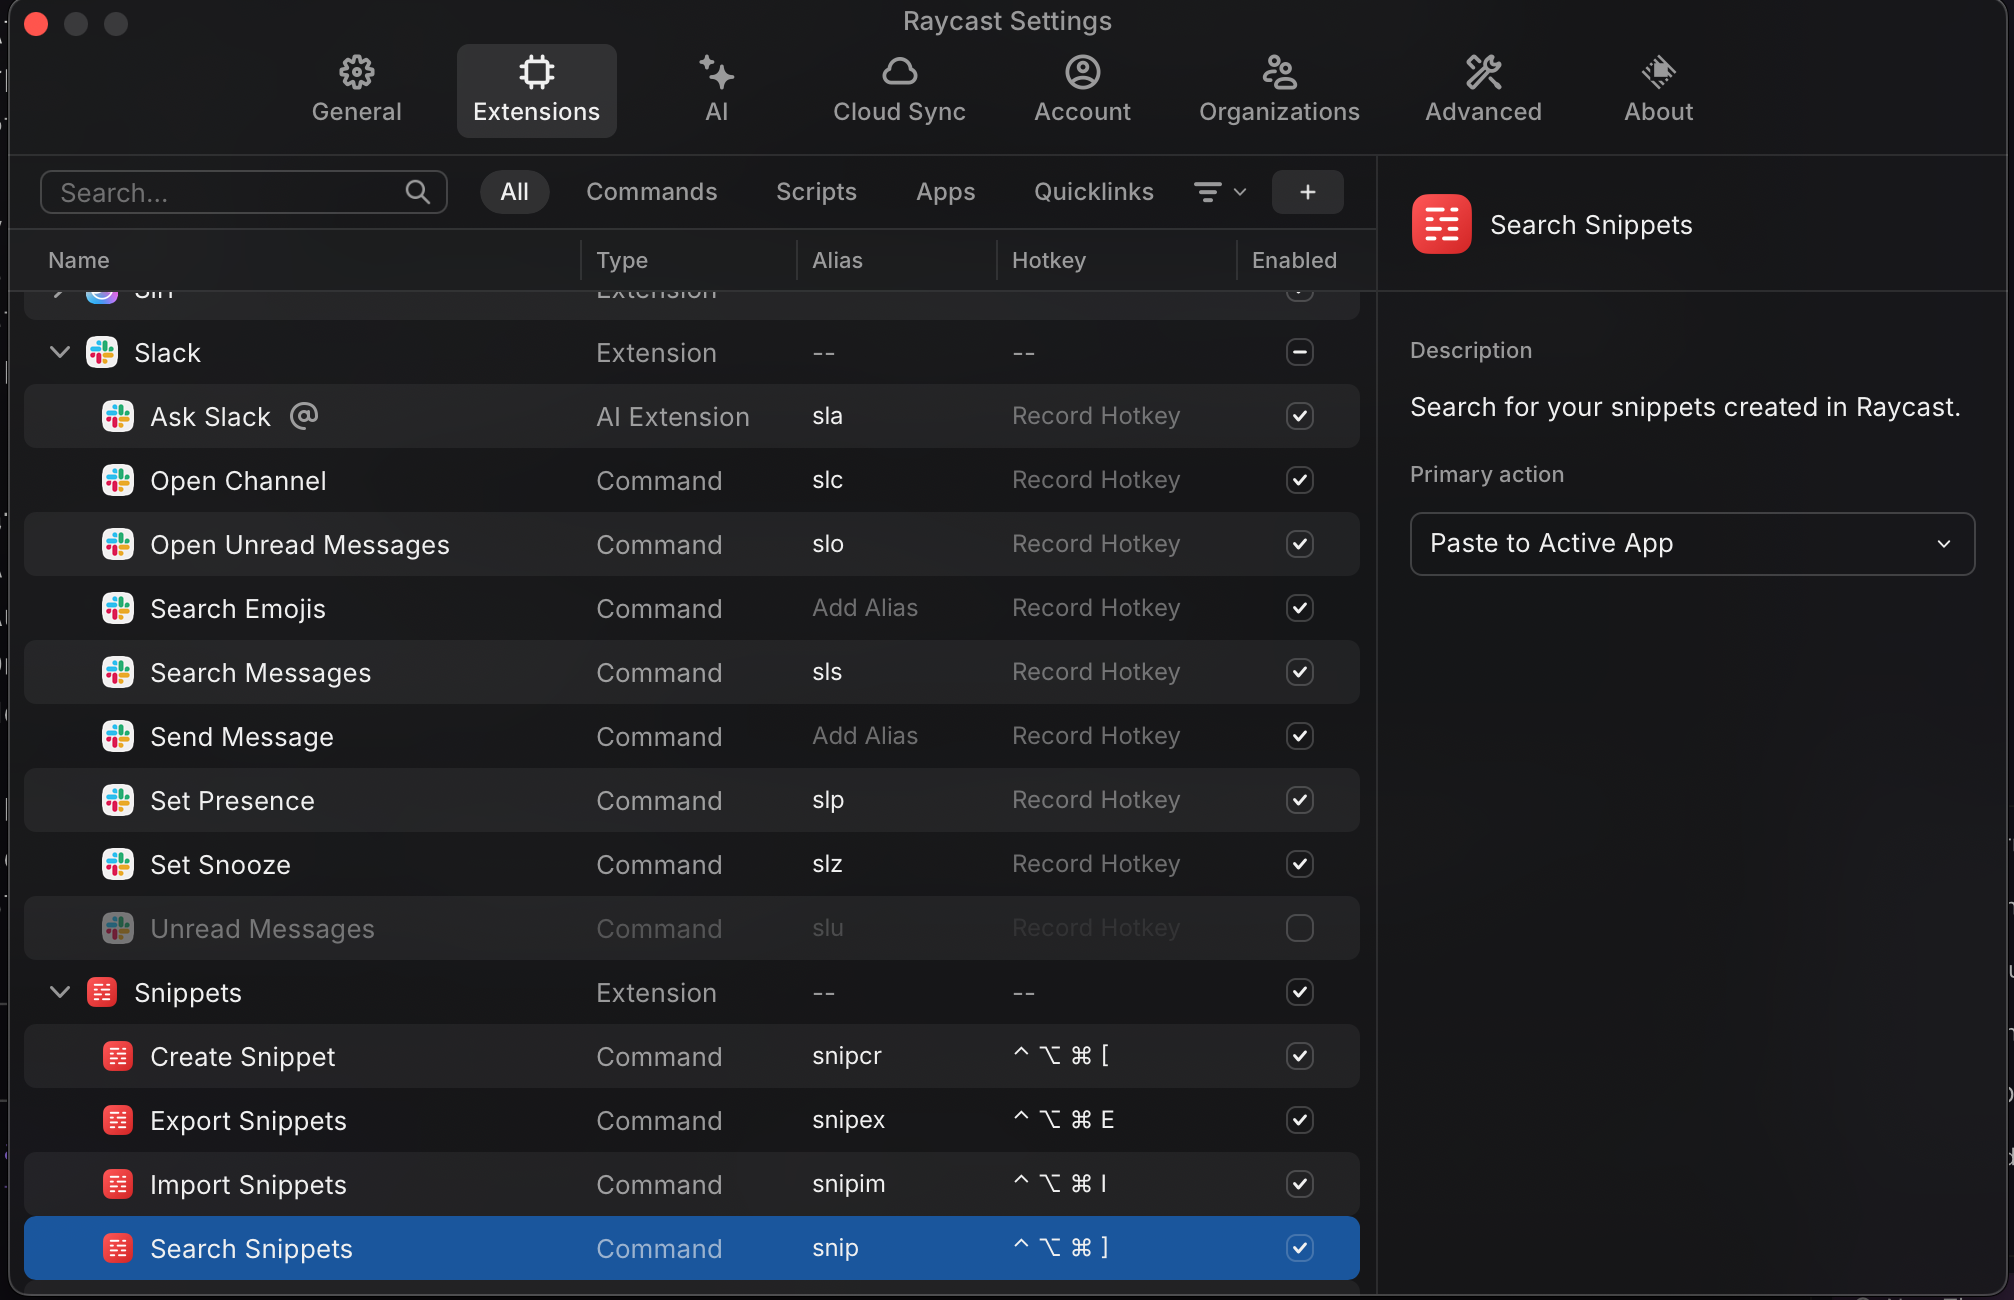 Raycast Settings
General
Extensions
AI
Cloud Sync
Account
Organizations
Advanced
About
Search...
All
Commands
Scripts
Apps
Quicklinks
+
Name Type Alias Hotkey Enabled
Siri Extension
Slack Extension -- --
Ask Slack @ AI Extension sla Record Hotkey
Open Channel Command slc Record Hotkey
Open Unread Messages Command slo Record Hotkey
Search Emojis Command Add Alias Record Hotkey
Search Messages Command sls Record Hotkey
Send Message Command Add Alias Record Hotkey
Set Presence Command slp Record Hotkey
Set Snooze Command slz Record Hotkey
Unread Messages Command slu Record Hotkey
Snippets Extension -- --
Create Snippet Command snipcr ^ ⌥ ⌘ [
Export Snippets Command snipex ^ ⌥ ⌘ E
Import Snippets Command snipim ^ ⌥ ⌘ I
Search Snippets Command snip ^ ⌥ ⌘ ]
Search Snippets
Description
Search for your snippets created in Raycast.
Primary action
Paste to Active App